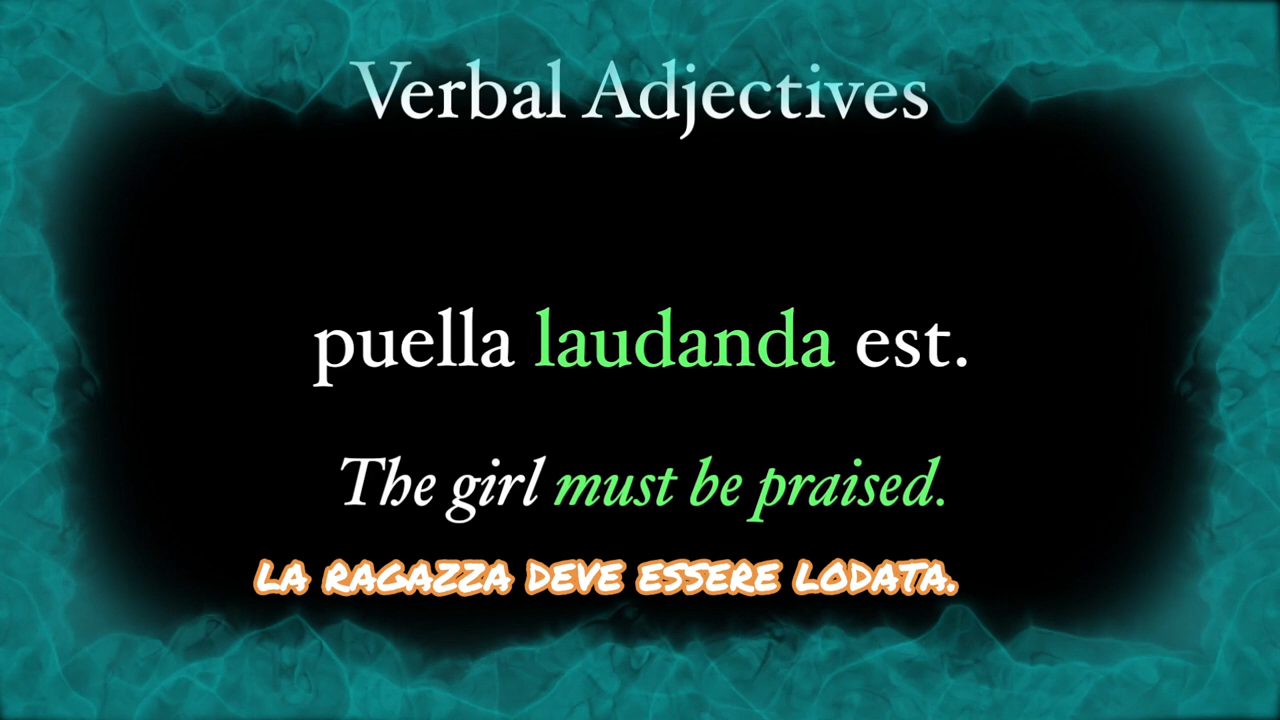 Verbal Adjectives
puella laudanda est.
The girl must be praised.
LA RAGAZZA DEVE ESSERE LODATA.